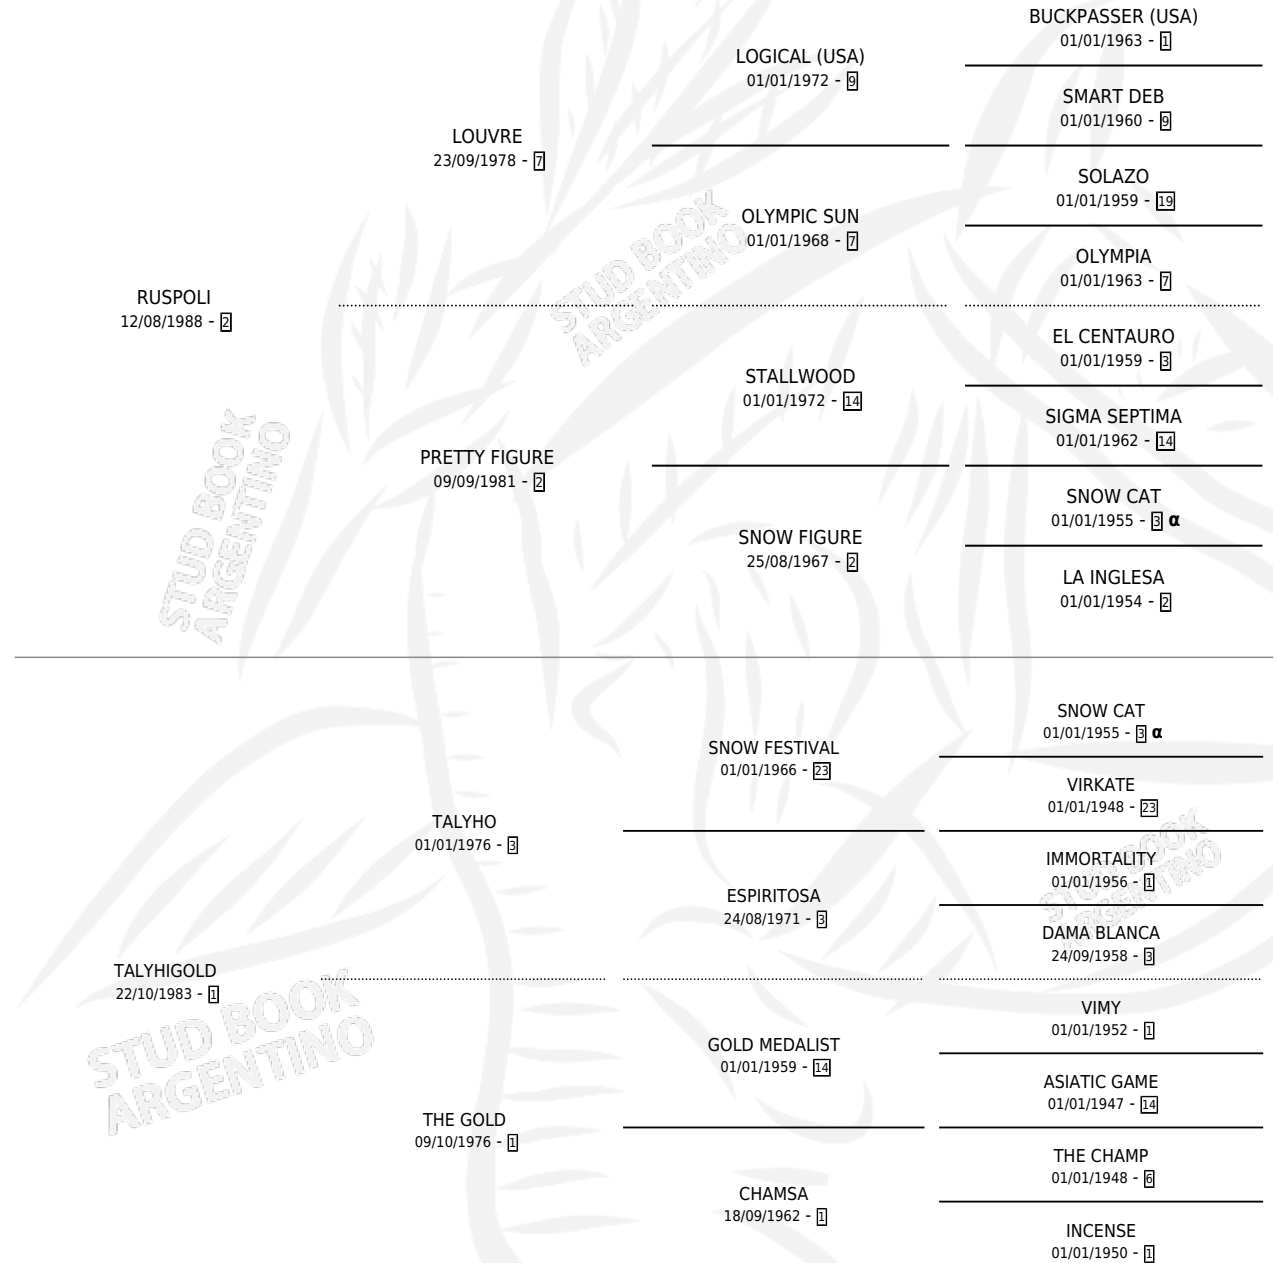 BUCKPASSER (USA)
01/01/1963 - 1
LOGICAL (USA)
01/01/1972 - 9
SMART DEB
01/01/1960 - 9
LOUVRE
23/09/1978 - 7
SOLAZO
01/01/1959 - 19
OLYMPIC SUN
01/01/1968 - 7
OLYMPIA
01/01/1963 - 7
RUSPOLI
12/08/1988 - 2
EL CENTAURO
01/01/1959 - 3
STALLWOOD
01/01/1972 - 14
SIGMA SEPTIMA
01/01/1962 - 14
PRETTY FIGURE
09/09/1981 - 2
SNOW CAT
01/01/1955 - 3 α
SNOW FIGURE
25/08/1967 - 2
LA INGLESA
01/01/1954 - 2
SNOW CAT
01/01/1955 - 3 α
SNOW FESTIVAL
01/01/1966 - 23
VIRKATE
01/01/1948 - 23
TALYHO
01/01/1976 - 3
IMMORTALITY
01/01/1956 - 1
ESPIRITOSA
24/08/1971 - 3
DAMA BLANCA
24/09/1958 - 3
TALYHIGOLD
22/10/1983 - 1
VIMY
01/01/1952 - 1
GOLD MEDALIST
01/01/1959 - 14
ASIATIC GAME
01/01/1947 - 14
THE GOLD
09/10/1976 - 1
THE CHAMP
01/01/1948 - 6
CHAMSA
18/09/1962 - 1
INCENSE
01/01/1950 - 1
STUD BOOK
ARGENTINO
STUD BOOK
ARGENTINO
STUD BOOK
ARGENTINO
STUD BOOK
ARGENTINO